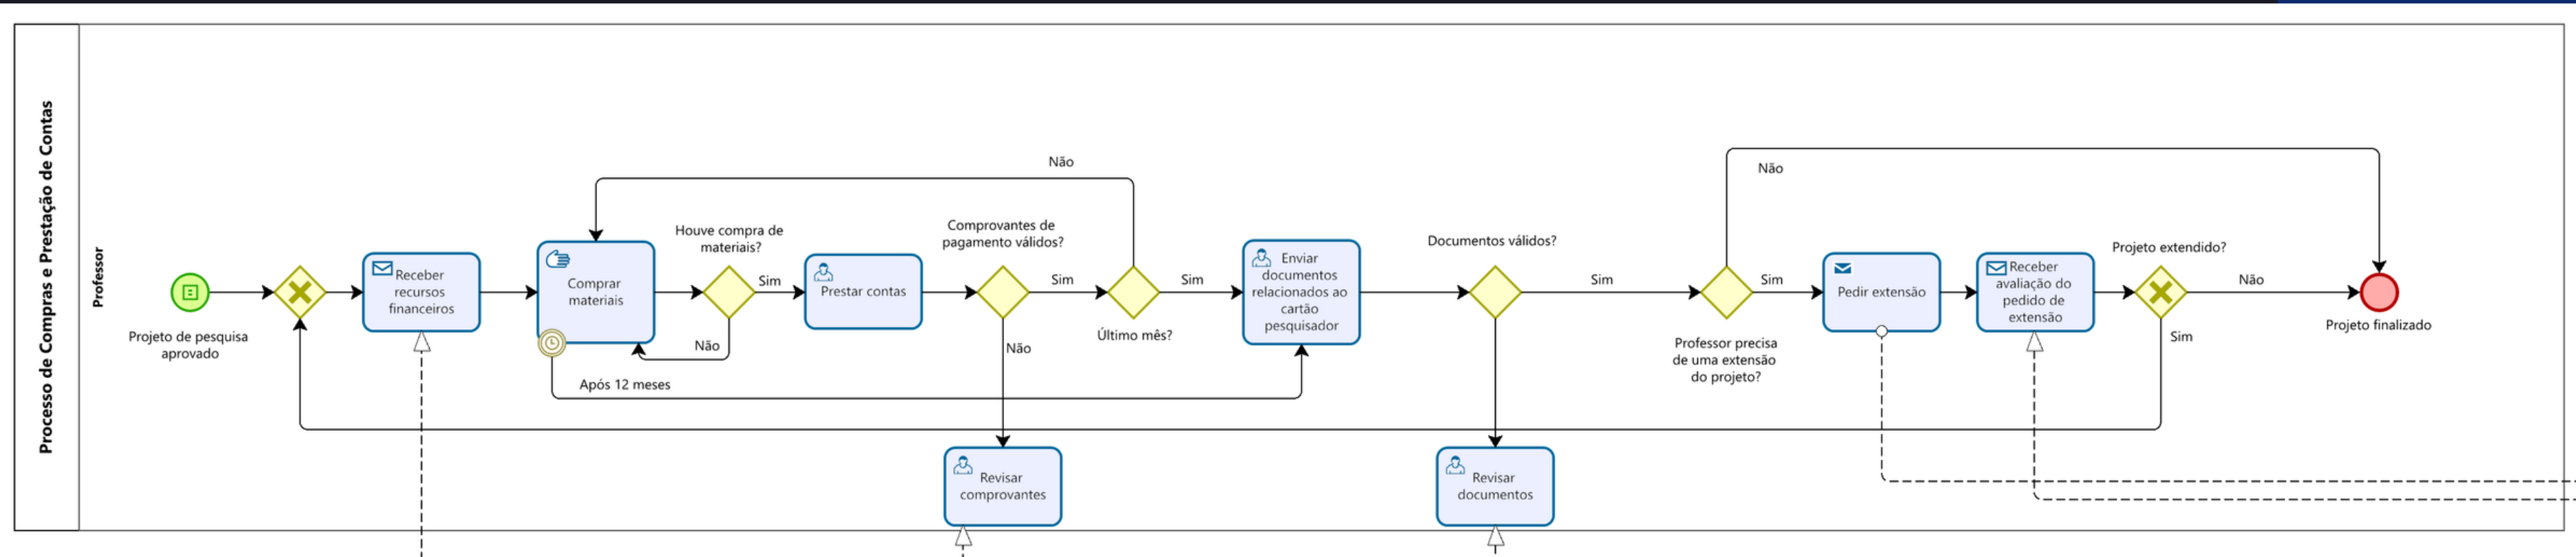 Processo de Compras e Prestação de Contas
Professor
Projeto de pesquisa
aprovado
Receber
recursos
financeiros
Comprar
materiais
Após 12 meses
Houve compra de
materiais?
Sim
Não
Prestar contas
Comprovantes de
pagamento válidos?
Sim
Não
Revisar
comprovantes
Último mês?
Não
Sim
Enviar
documentos
relacionados ao
cartão
pesquisador
Documentos válidos?
Sim
Revisar
documentos
Professor precisa
de uma extensão
do projeto?
Não
Sim
Pedir extensão
Receber
avaliação do
pedido de
extensão
Projeto extendido?
Não
Sim
Projeto finalizado